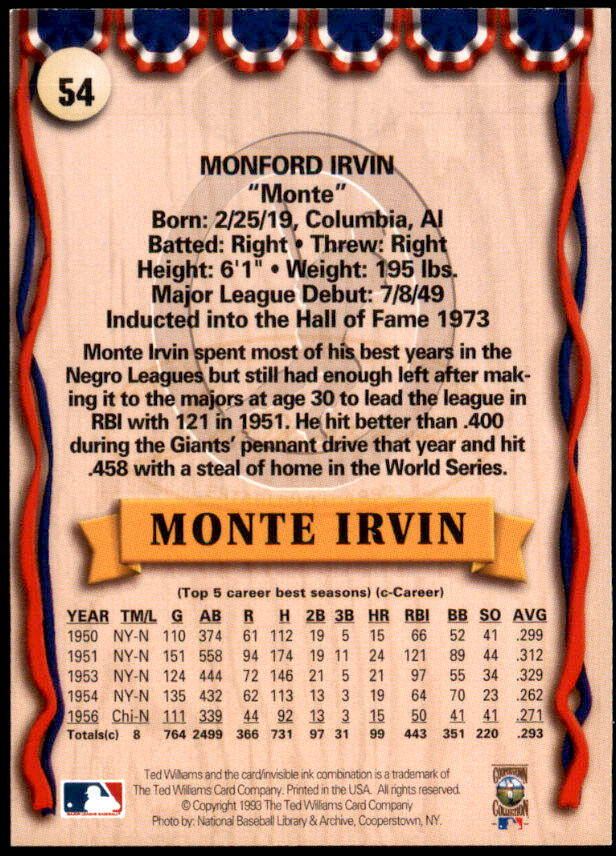 54
MONFORD IRVIN
“Monte”
Born: 2/25/19, Columbia, Al
Batted: Right • Threw: Right
Height: 6'1" • Weight: 195 lbs.
Major League Debut: 7/8/49
Inducted into the Hall of Fame 1973
Monte Irvin spent most of his best years in the
Negro Leagues but still had enough left after mak-
ing it to the majors at age 30 to lead the league in
RBI with 121 in 1951. He hit better than .400
during the Giants’ pennant drive that year and hit
.458 with a steal of home in the World Series.
MONTE IRVIN
(Top 5 career best seasons) (c-Career)
YEAR TM/L G AB R H 2B 3B HR RBI BB SO AVG
1950 NY-N 110 374 61 112 19 5 15 66 52 41 .299
1951 NY-N 151 558 94 174 19 11 24 121 89 44 .312
1953 NY-N 124 444 72 146 21 5 21 97 55 34 .329
1954 NY-N 135 432 62 113 13 3 19 64 70 23 .262
1956 Chi-N 111 339 44 92 13 3 15 50 41 41 .271
Totals(c) 8 764 2499 366 731 97 31 99 443 351 220 .293
Ted Williams and the card/invisible ink combination is a trademark of
The Ted Williams Card Company. Printed in the USA. All rights reserved.
© Copyright 1993 The Ted Williams Card Company
Photo by: National Baseball Library & Archive, Cooperstown, NY.
MAJOR LEAGUE BASEBALL
COOPERSTOWN
COLLECTION